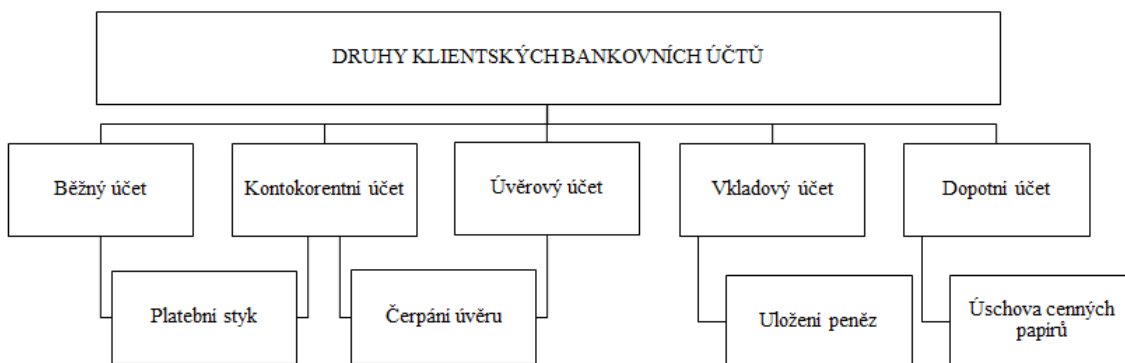 DRUHY KLIENTSKÝCH BANKOVNÍCH ÚČTŮ
Běžný účet
Kontokorentní účet
Úvěrový účet
Vkladový účet
Dopotni účet
Platební styk
Čerpání úvěru
Uložení peněz
Úschova cenných
papírů